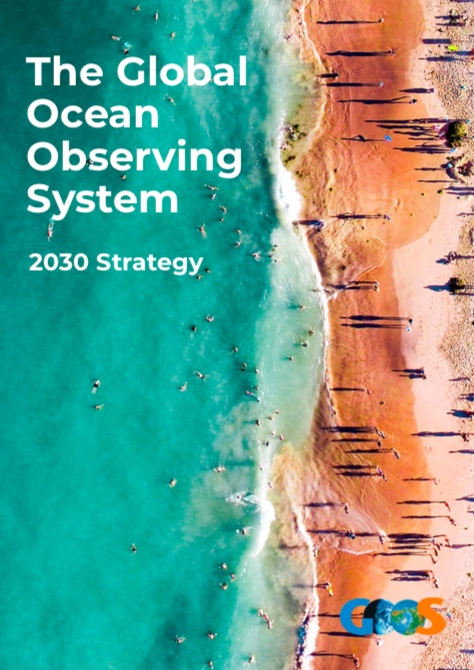 The Global
Ocean
Observing
System
2030 Strategy
GOOS